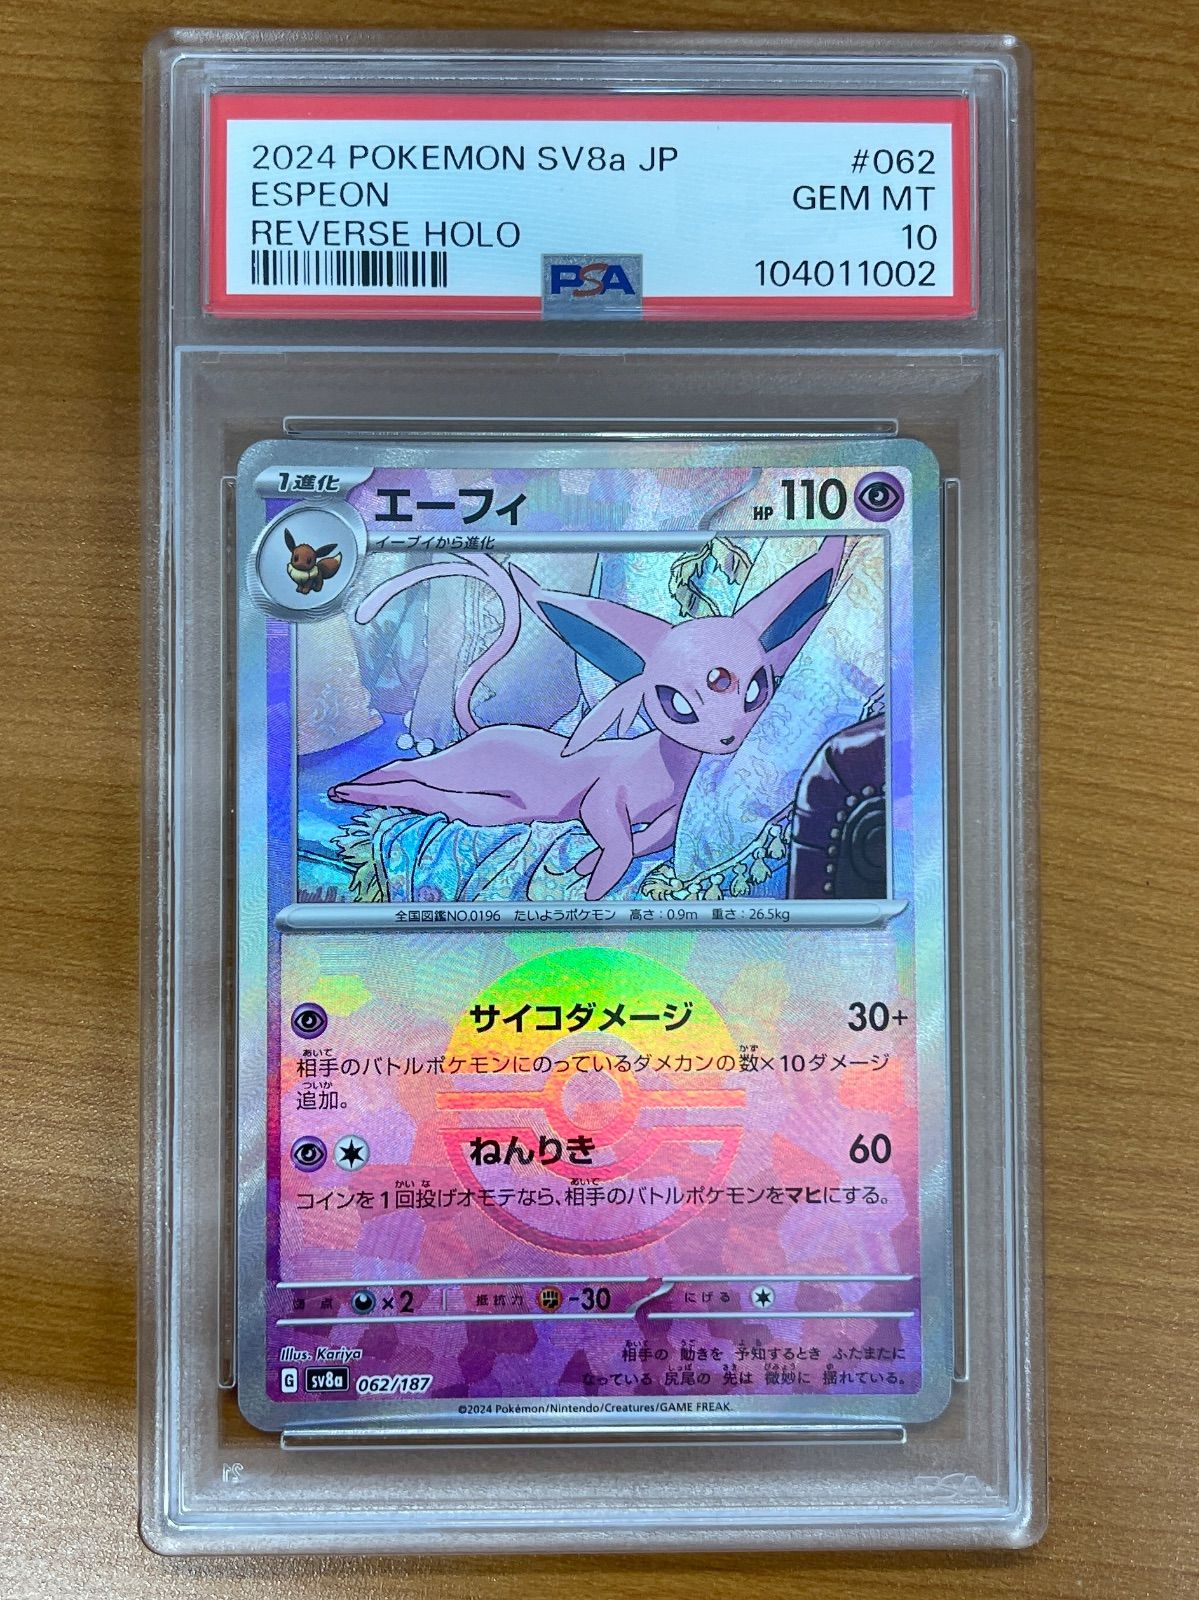 2024 POKEMON SV8a JP #062
ESPEON GEM MT
REVERSE HOLO 10
PSA 104011002
1進化 エーフィ HP 110
イーブイから進化
全国図鑑NO.0196 たいようポケモン 高さ:0.9m 重さ:26.5kg
サイコダメージ 30+
相手のバトルポケモンにのっているダメカンの数×10ダメージ
追加。
ねんりき 60
コインを1回投げオモテなら、相手のバトルポケモンをマヒにする。
弱点 ×2 抵抗力 -30 にげる
Illus. Kariya
相手の 動きを 予知するとき ふたまたに
なっている 尻尾の 先は 微妙に 揺れている。
G sv8a 062/187
©2024 Pokémon/Nintendo/Creatures/GAME FREAK.
PSA